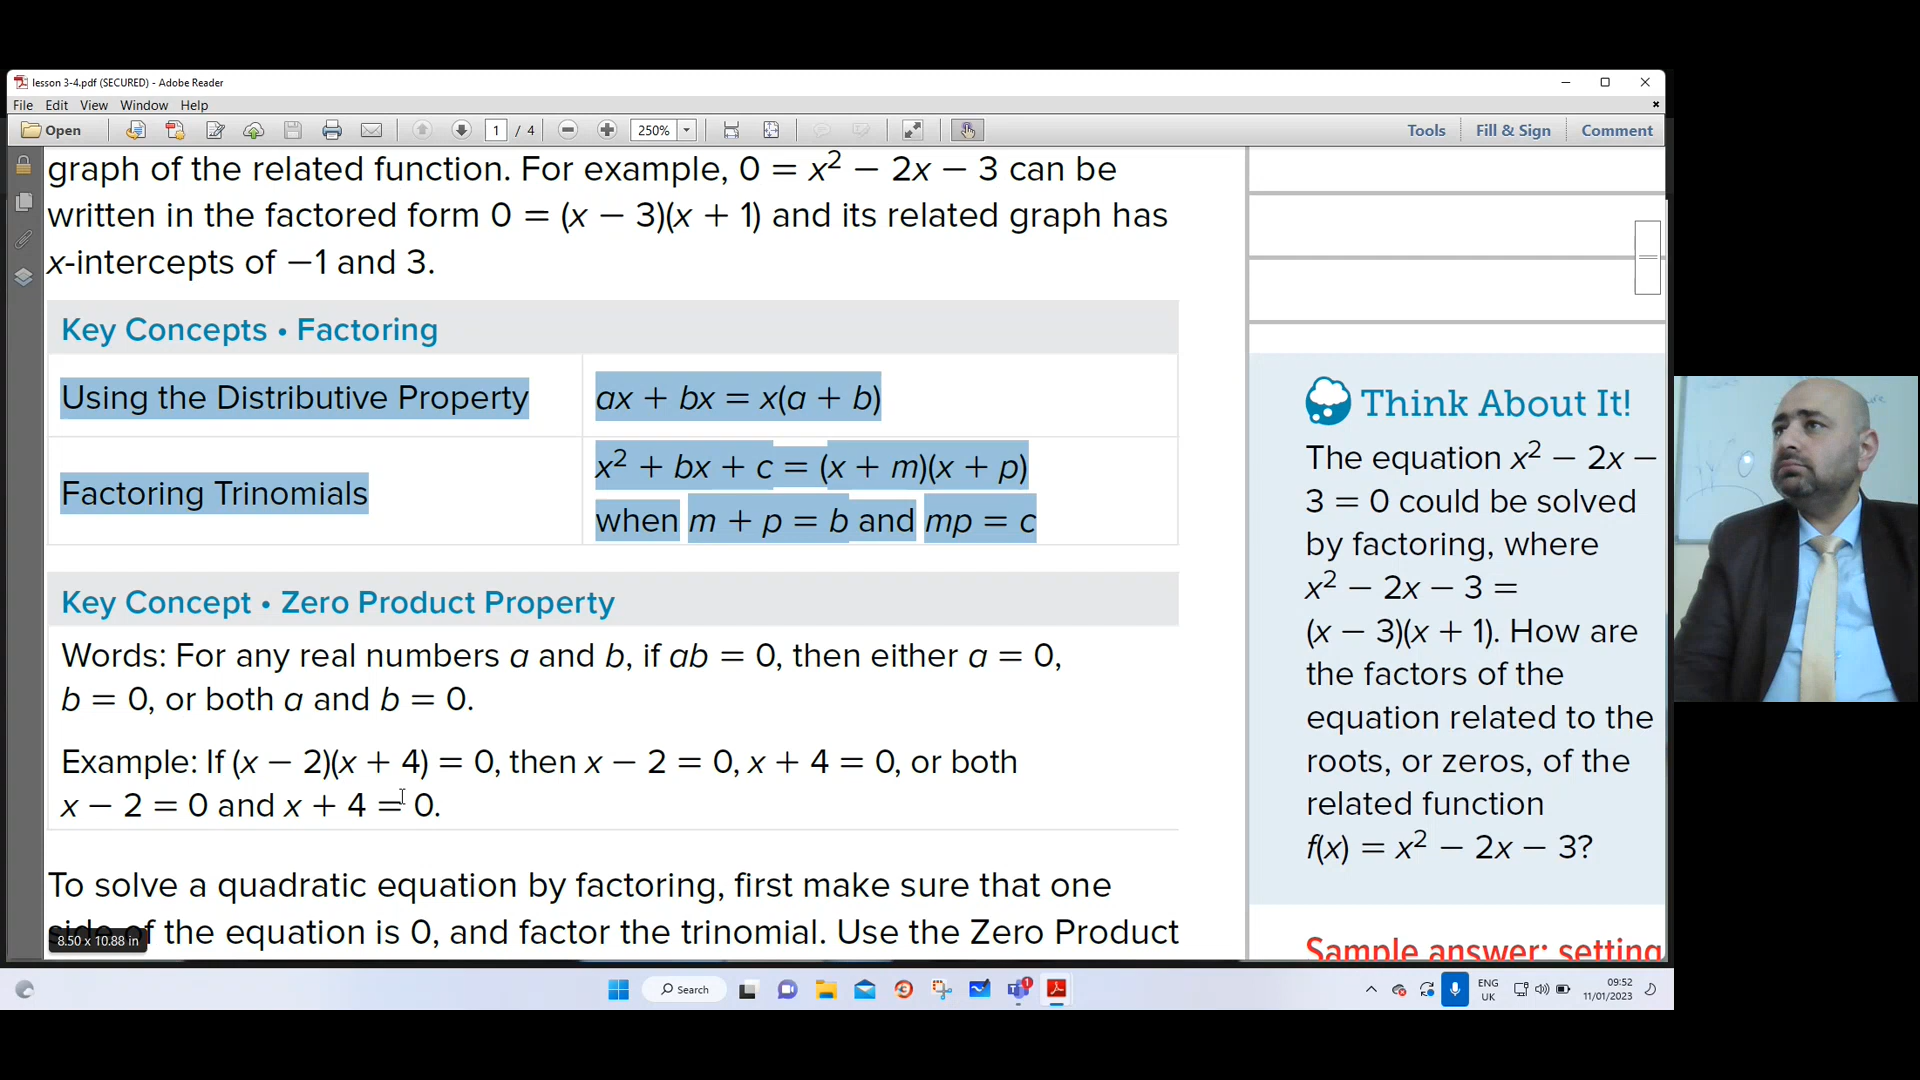 lesson 3-4.pdf (SECURED) - Adobe Reader
File Edit View Window Help
Open 1 / 4 250% Tools Fill & Sign Comment
graph of the related function. For example, 0 = x² − 2x − 3 can be
written in the factored form 0 = (x − 3)(x + 1) and its related graph has
x-intercepts of −1 and 3.
Key Concepts • Factoring
Using the Distributive Property
ax + bx = x(a + b)
Factoring Trinomials
x² + bx + c = (x + m)(x + p)
when m + p = b and mp = c
Key Concept • Zero Product Property
Words: For any real numbers a and b, if ab = 0, then either a = 0,
b = 0, or both a and b = 0.
Example: If (x − 2)(x + 4) = 0, then x − 2 = 0, x + 4 = 0, or both
x − 2 = 0 and x + 4 = 0.
To solve a quadratic equation by factoring, first make sure that one
side of the equation is 0, and factor the trinomial. Use the Zero Product
8.50 x 10.88 in
Think About It!
The equation x² − 2x −
3 = 0 could be solved
by factoring, where
x² − 2x − 3 =
(x − 3)(x + 1). How are
the factors of the
equation related to the
roots, or zeros, of the
related function
f(x) = x² − 2x − 3?
Sample answer: setting
Search
1
ENG
UK
09:52
11/01/2023